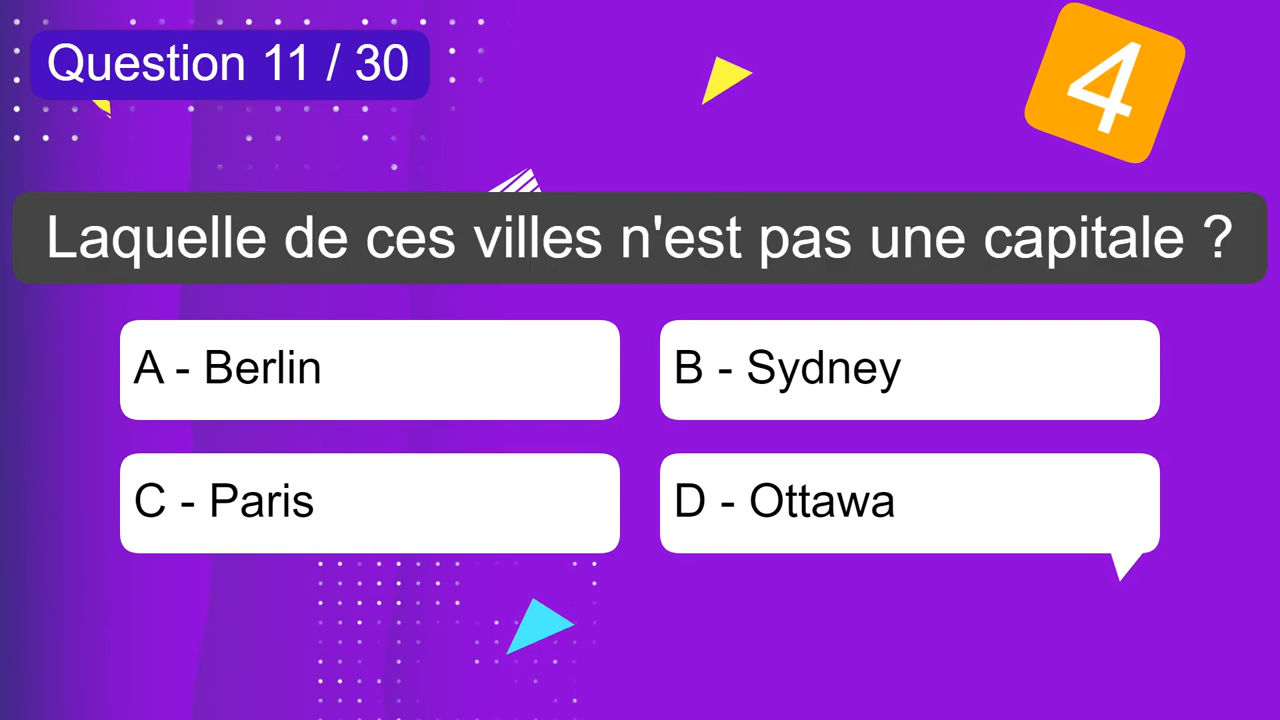 Question 11 / 30
4
Laquelle de ces villes n'est pas une capitale ?
A - Berlin
B - Sydney
C - Paris
D - Ottawa